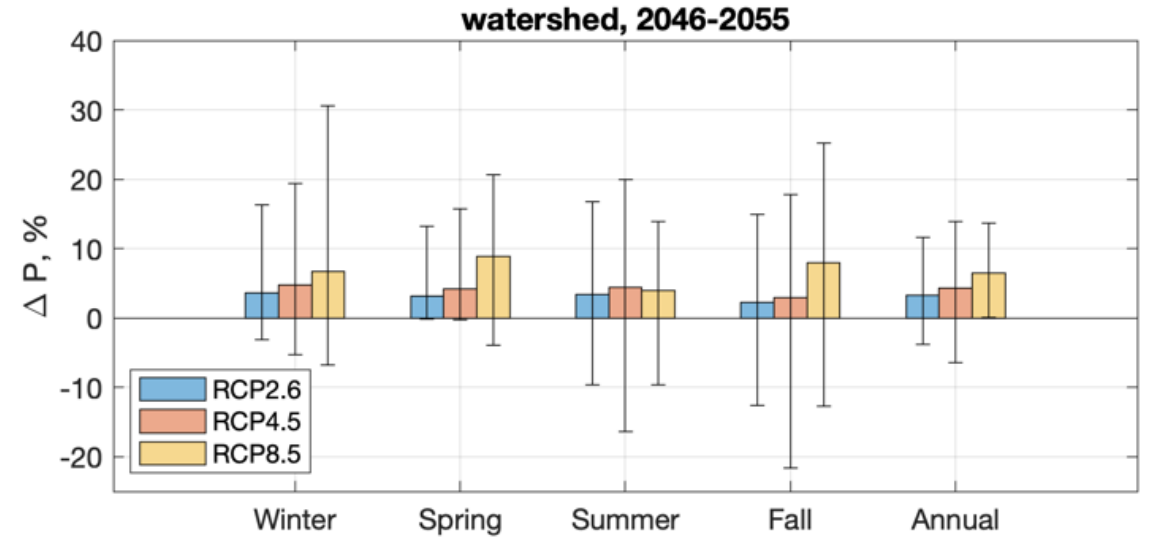 watershed, 2046-2055
40
30
20
10
0
-10
-20
Δ P, %
RCP2.6
RCP4.5
RCP8.5
Winter Spring Summer Fall Annual